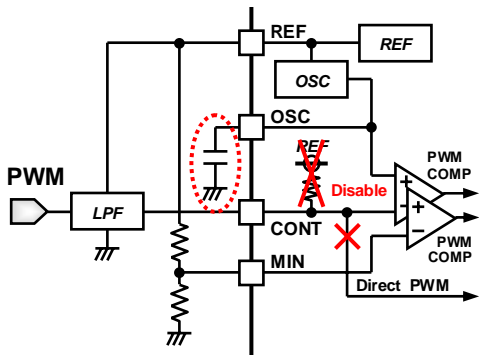 REF
REF
OSC
OSC
REF
PWM
COMP
PWM
Disable
LPF
CONT
MIN
PWM
COMP
Direct PWM